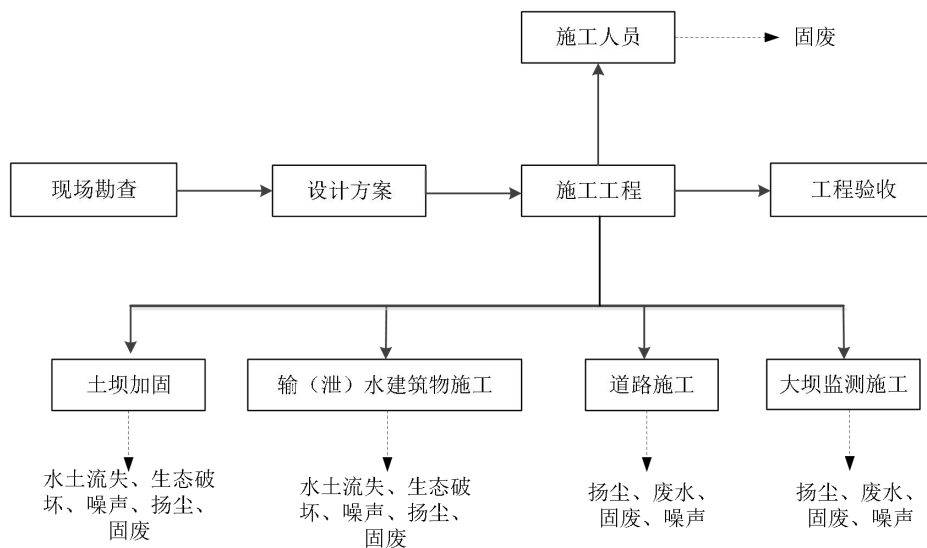 施工人员
固废
现场勘查
设计方案
施工工程
工程验收
土坝加固
输（泄）水建筑物施工
道路施工
大坝监测施工
水土流失、生态破
坏、噪声、扬尘、
固废
水土流失、生态破
坏、噪声、扬尘、
固废
扬尘、废水、
固废、噪声
扬尘、废水、
固废、噪声